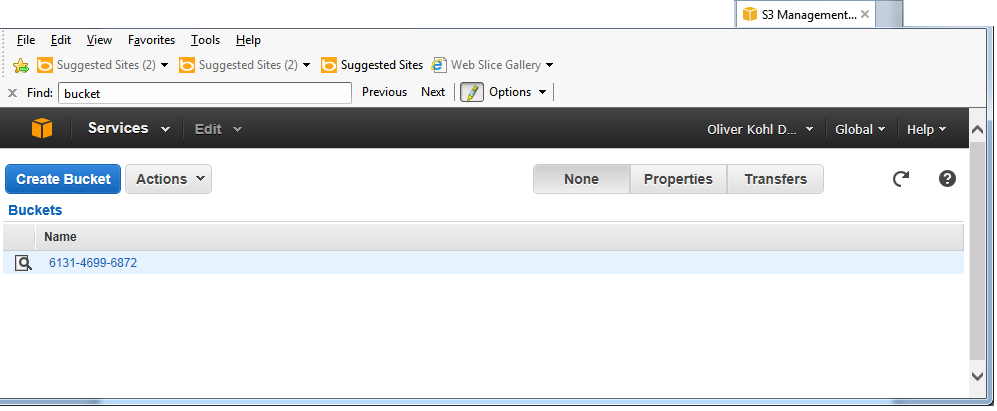 S3 Management...
File Edit View Favorites Tools Help
Suggested Sites (2) Suggested Sites (2) Suggested Sites Web Slice Gallery
Find: bucket Previous Next Options
Services Edit Oliver Kohl D... Global Help
Create Bucket Actions None Properties Transfers
Buckets
Name
6131-4699-6872